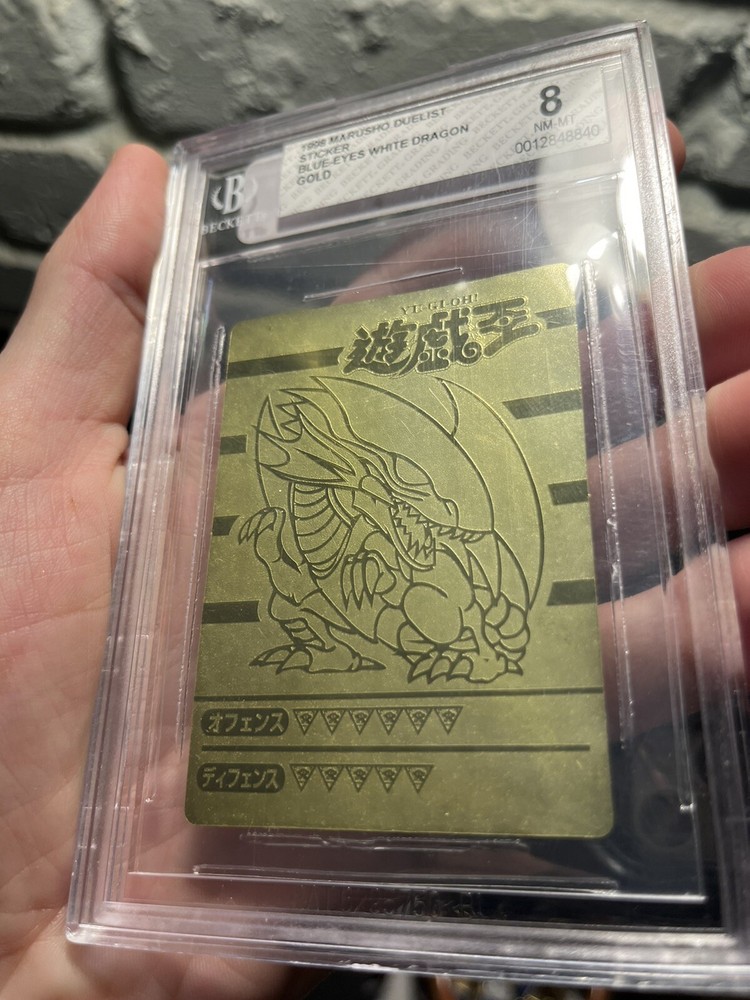 1998 MARUSHO DUELIST
STICKER
BLUE-EYES WHITE DRAGON
GOLD
8
NM-MT
0012848840
B
BECKETT
YU-GI-OH!
遊戯王
オフェンス
ディフェンス